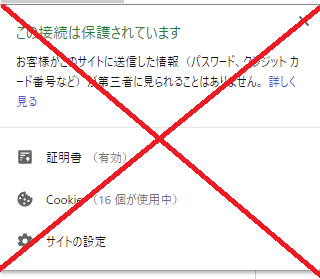 この接続は保護されています
お客様がこのサイトに送信した情報（パスワード、クレジット カ
ード番号など）が第三者に見られることはありません。 詳しく
見る
証明書 （有効）
Cookie （16 個が使用中）
サイトの設定